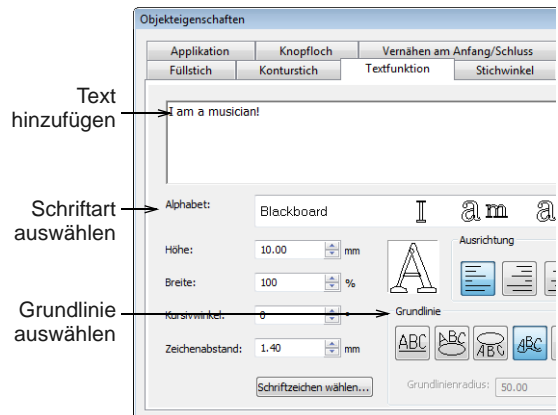 Objekteigenschaften
Applikation Knopfloch Vernähen am Anfang/Schluss
Füllstich Konturstich Textfunktion Stichwinkel
Text hinzufügen
I am a musician!
Schriftart auswählen
Alphabet: Blackboard I am a
Höhe: 10.00 mm
A
Ausrichtung
Breite: 100 %
Grundlinie auswählen
Kursivwinkel: 0 °
Grundlinie
ABC ABC ABC ABC
Zeichenabstand: 1.40 mm
Schriftzeichen wählen...
Grundlinienradius: 50.00